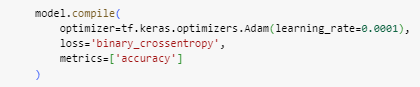 model.compile(
    optimizer=tf.keras.optimizers.Adam(learning_rate=0.0001),
    loss='binary_crossentropy',
    metrics=['accuracy']
)